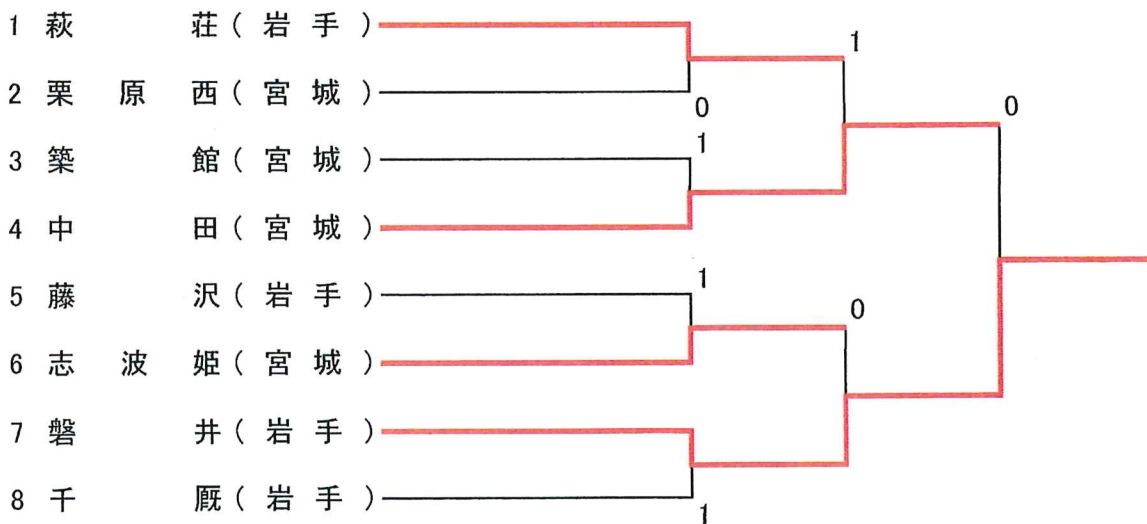 1 萩荘(岩手)
1
2 栗原西(宮城)
0
0
3 築館(宮城)
1
4 中田(宮城)
5 藤沢(岩手)
1
0
6 志波姫(宮城)
7 磐井(岩手)
8 千厩(岩手)
1